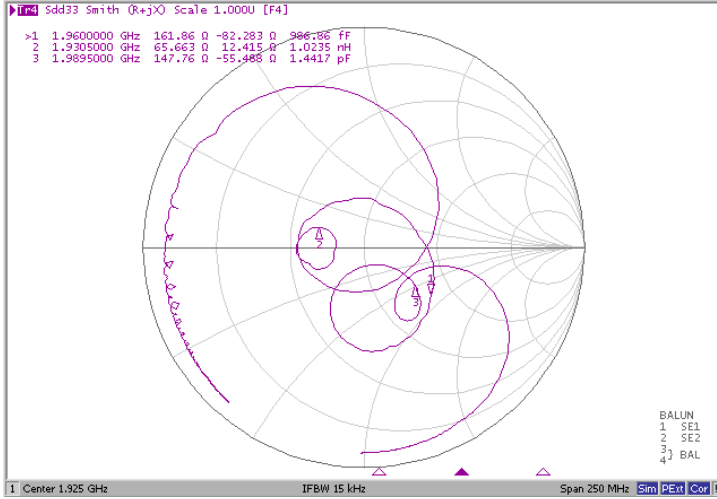 Tr4 Sdd33 Smith (R+jX) Scale 1.000U [F4]
>1 1.9600000 GHz 161.86 Ω -82.283 Ω 986.86 fF
2 1.9305000 GHz 65.663 Ω 12.415 Ω 1.0235 nH
3 1.9895000 GHz 147.76 Ω -55.488 Ω 1.4417 pF
2
1
3
BALUN
1 SE1
2 SE2
3
4} BAL
1 Center 1.925 GHz IFBW 15 kHz Span 250 MHz Sim PExt Cor